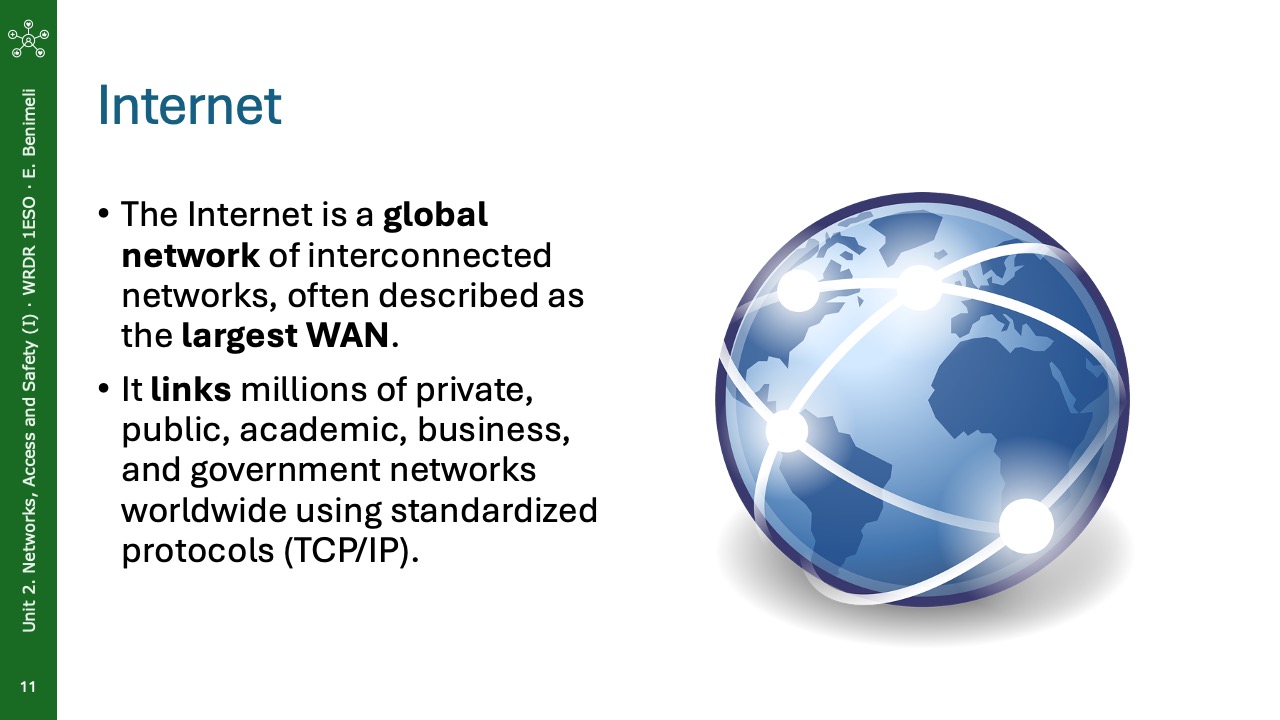 Unit 2. Networks, Access and Safety (I) · WRDR 1ESO · E. Benimeli
11
Internet
• The Internet is a global
network of interconnected
networks, often described as
the largest WAN.
• It links millions of private,
public, academic, business,
and government networks
worldwide using standardized
protocols (TCP/IP).